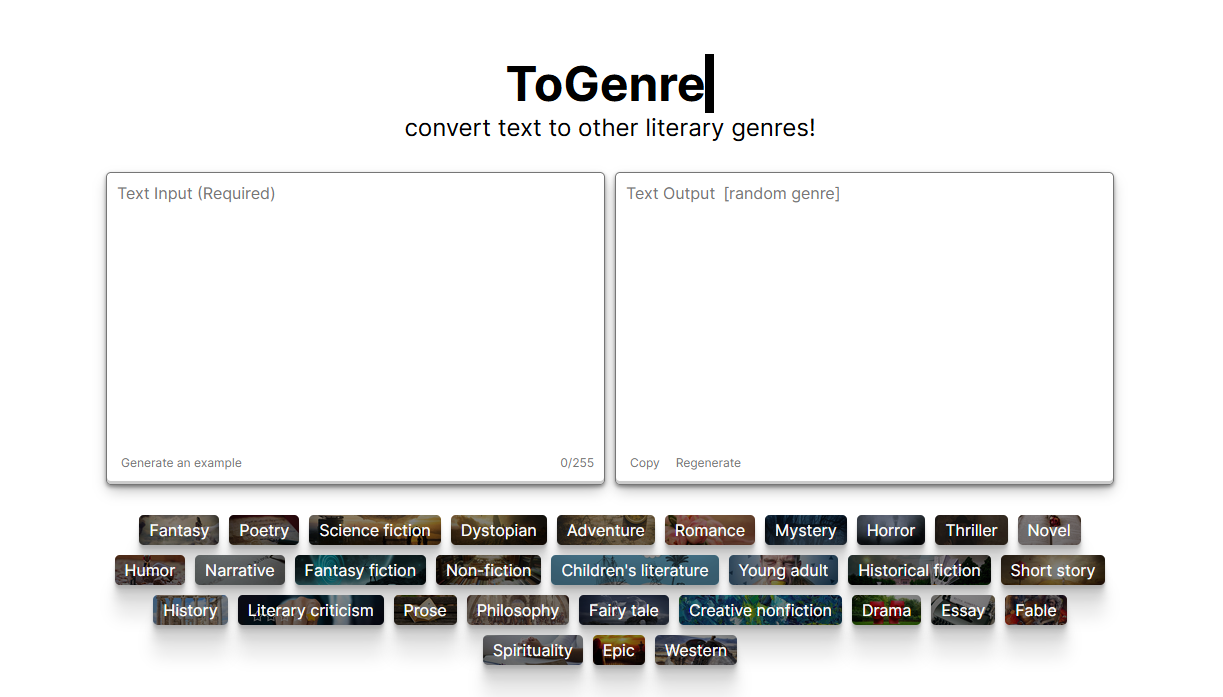 ToGenre
convert text to other literary genres!
Text Input (Required)
Generate an example 0/255
Text Output [random genre]
Copy Regenerate
Fantasy Poetry Science fiction Dystopian Adventure Romance Mystery Horror Thriller Novel
Humor Narrative Fantasy fiction Non-fiction Children's literature Young adult Historical fiction Short story
History Literary criticism Prose Philosophy Fairy tale Creative nonfiction Drama Essay Fable
Spirituality Epic Western